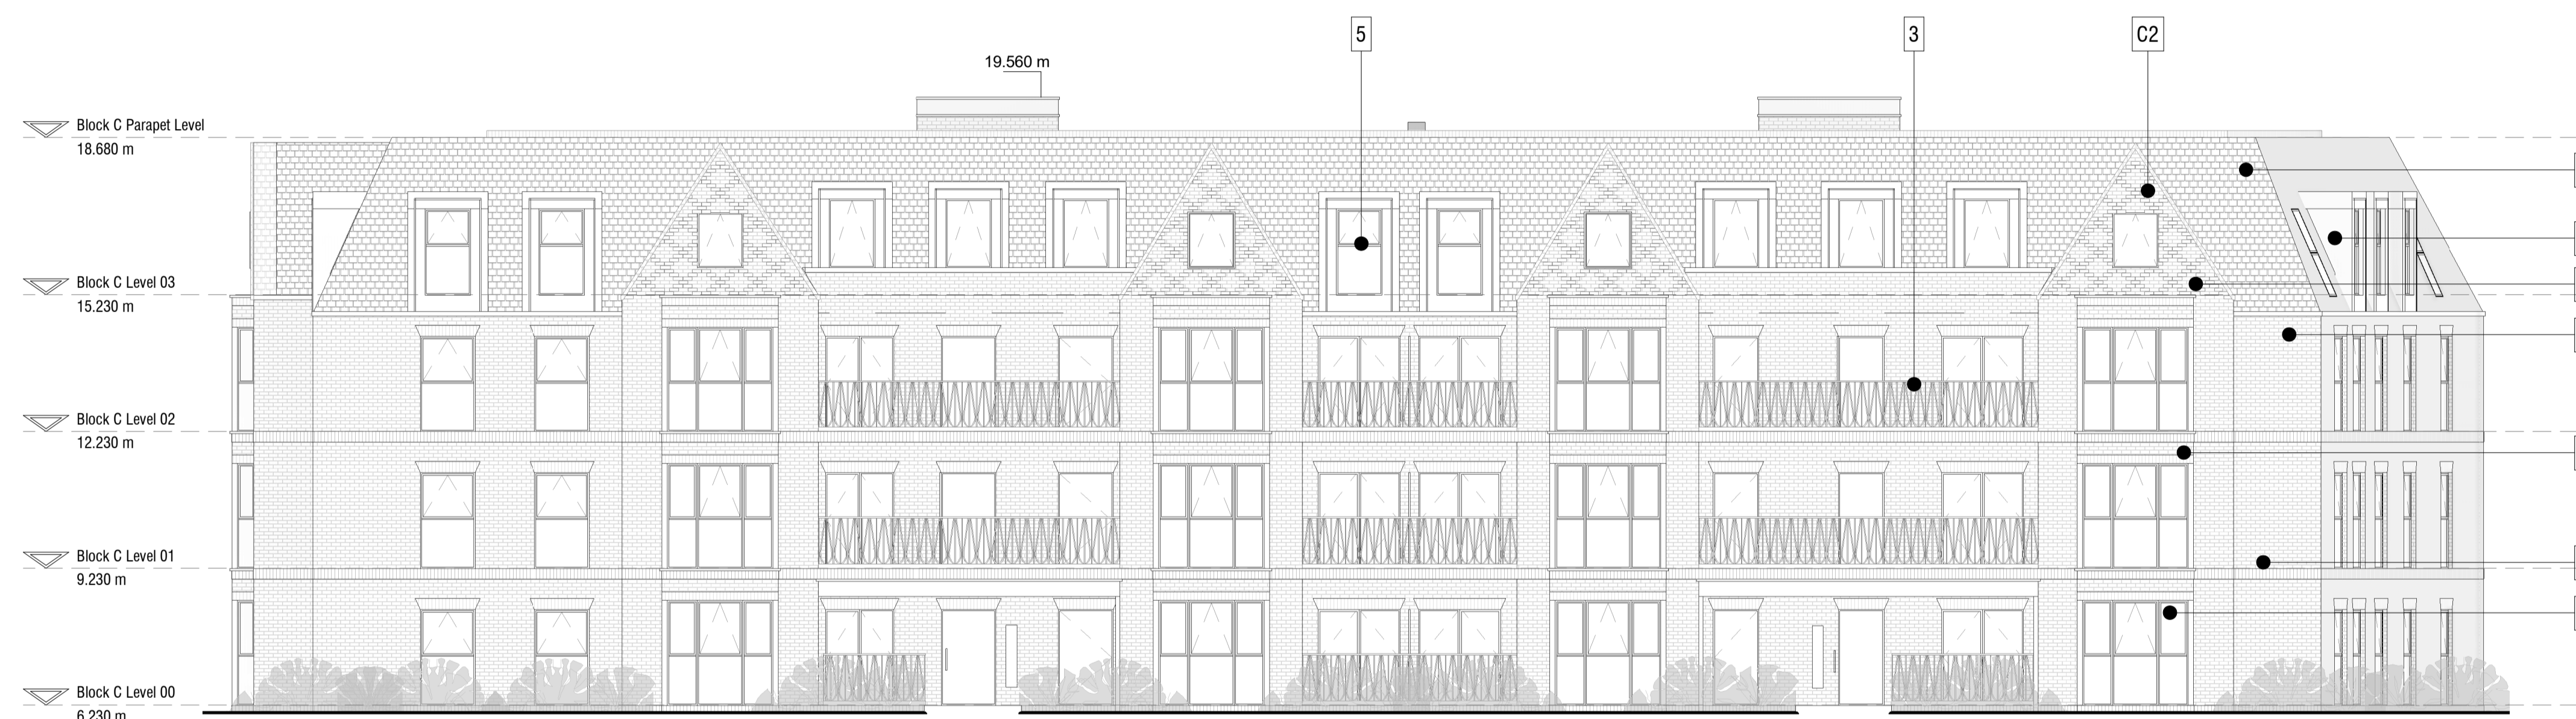 5
3
C2
19.560 m
Block C Parapet Level
18.680 m
Block C Level 03
15.230 m
Block C Level 02
12.230 m
Block C Level 01
9.230 m
Block C Level 00
6.230 m